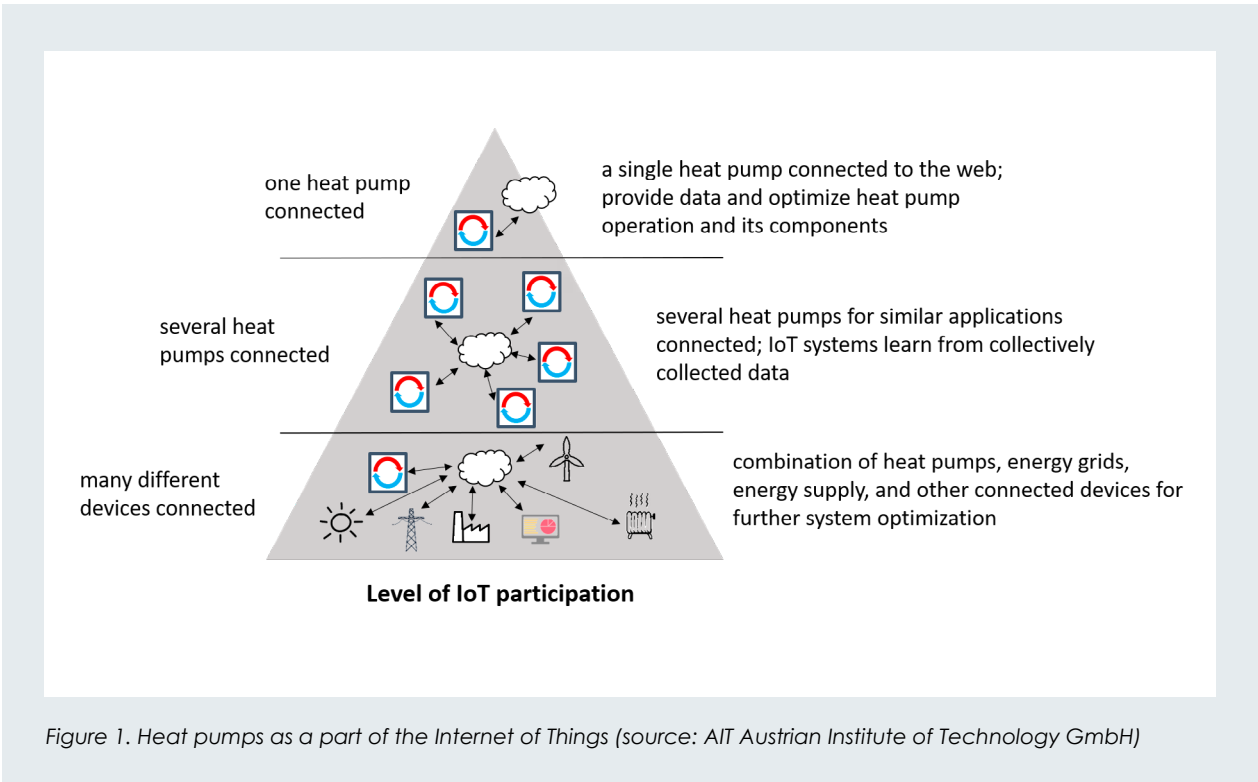 one heat pump
connected
a single heat pump connected to the web;
provide data and optimize heat pump
operation and its components
several heat
pumps connected
several heat pumps for similar applications
connected; IoT systems learn from collectively
collected data
many different
devices connected
combination of heat pumps, energy grids,
energy supply, and other connected devices for
further system optimization
Level of IoT participation
Figure 1. Heat pumps as a part of the Internet of Things (source: AIT Austrian Institute of Technology GmbH)